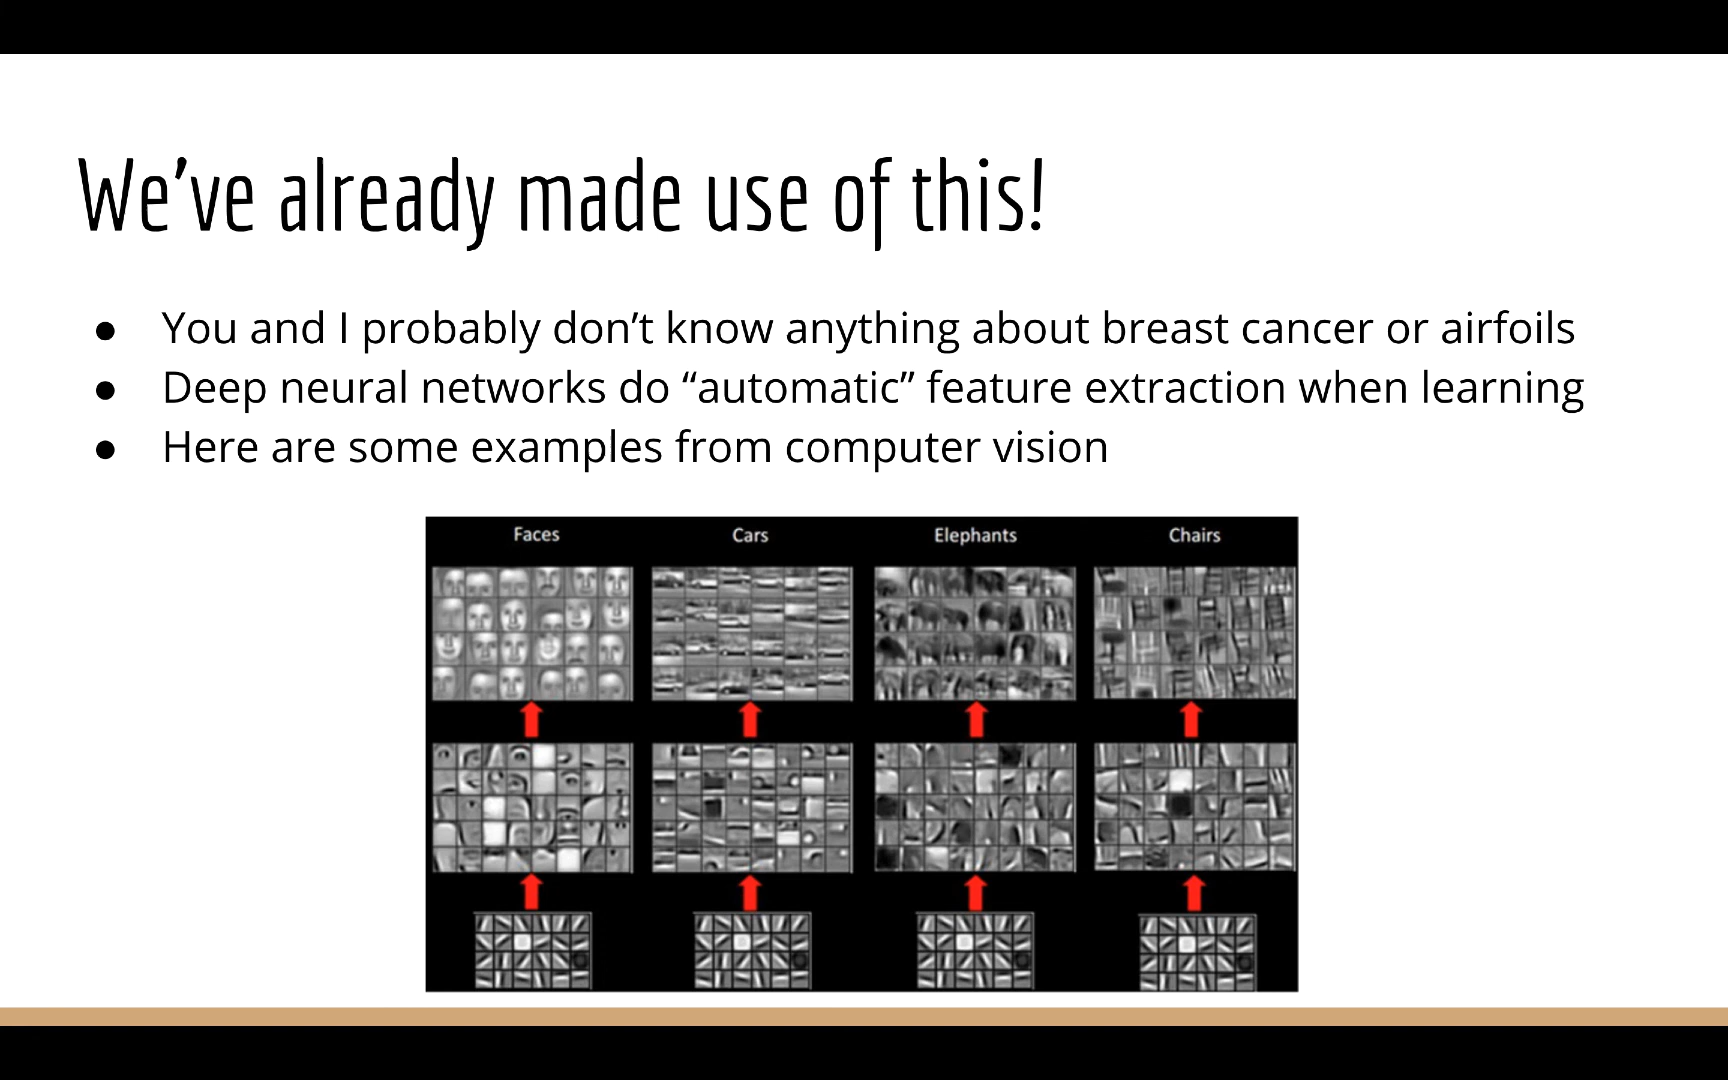 We’ve already made use of this!
● You and I probably don’t know anything about breast cancer or airfoils
● Deep neural networks do “automatic” feature extraction when learning
● Here are some examples from computer vision
Faces Cars Elephants Chairs